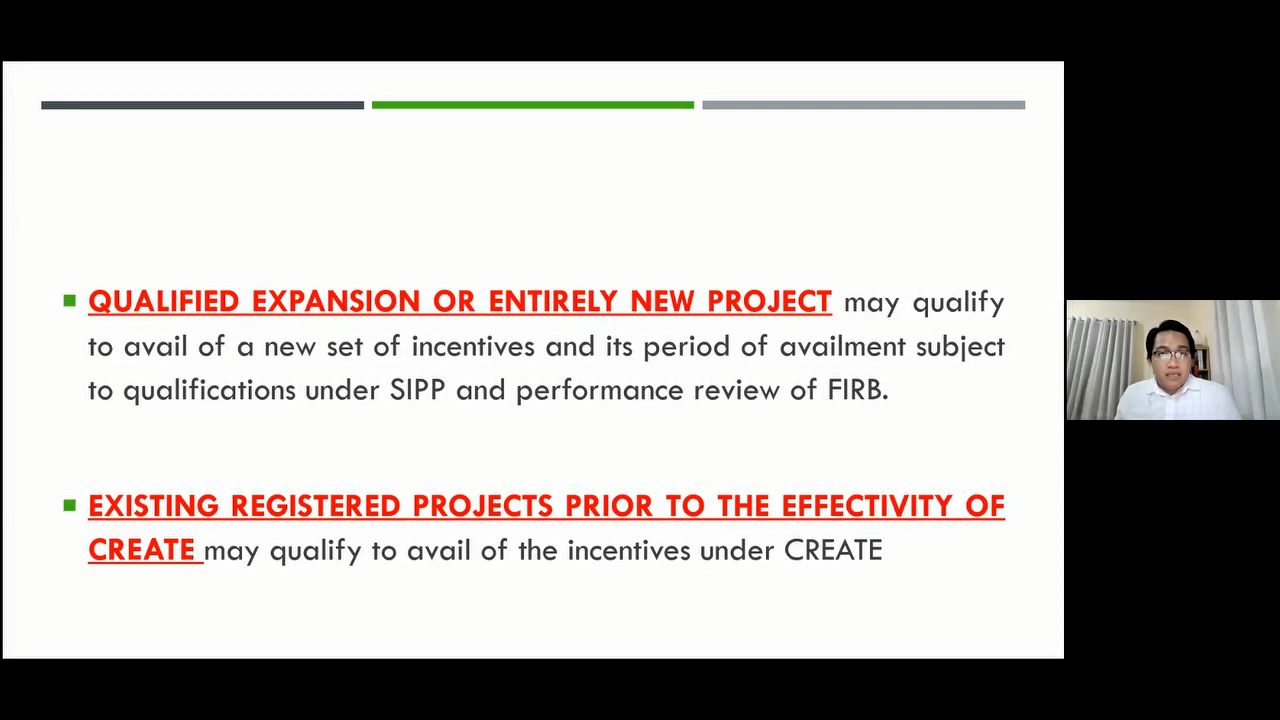 QUALIFIED EXPANSION OR ENTIRELY NEW PROJECT may qualify
to avail of a new set of incentives and its period of availment subject
to qualifications under SIPP and performance review of FIRB.
EXISTING REGISTERED PROJECTS PRIOR TO THE EFFECTIVITY OF
CREATE may qualify to avail of the incentives under CREATE